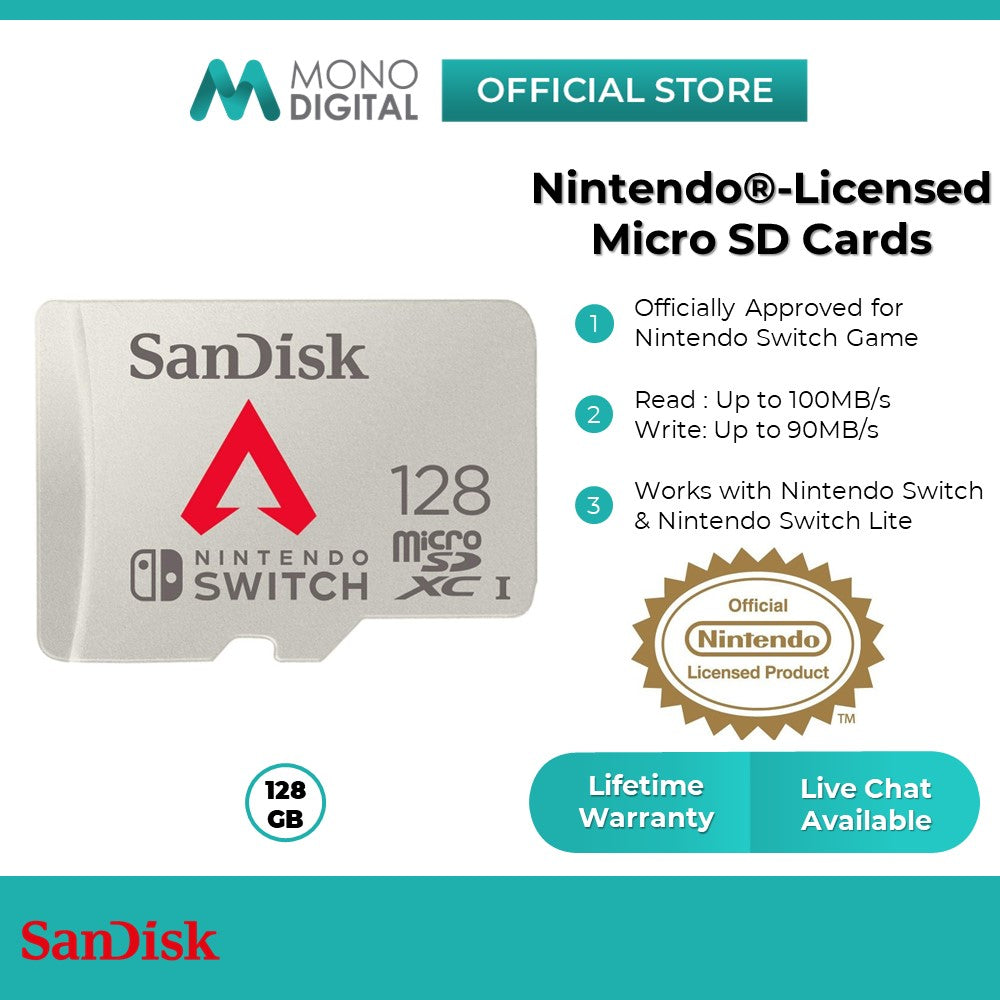 MONO
DIGITAL
OFFICIAL STORE
Nintendo®-Licensed
Micro SD Cards
1
Officially Approved for
Nintendo Switch Game
2
Read : Up to 100MB/s
Write: Up to 90MB/s
3
Works with Nintendo Switch
& Nintendo Switch Lite
SanDisk
128
NINTENDO
SWITCH
micro
SD
XC I
Official
Nintendo
Licensed Product
TM
128
GB
Lifetime
Warranty
Live Chat
Available
SanDisk